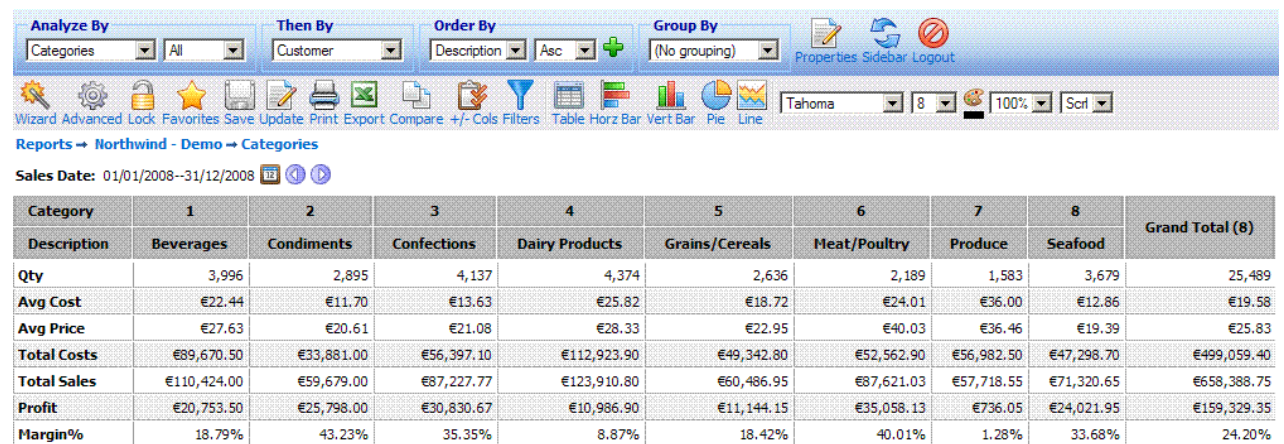 Analyze By Then By Order By Group By
Categories All Customer Description Asc (No grouping) Properties Sidebar Logout
Wizard Advanced Lock Favorites Save Update Print Export Compare +/- Cols Filters Table Horz Bar Vert Bar Pie Line Tahoma 8 100% Scrl
Reports → Northwind - Demo → Categories
Sales Date: 01/01/2008--31/12/2008 12
Category 1 2 3 4 5 6 7 8 Grand Total (8)
Description Beverages Condiments Confections Dairy Products Grains/Cereals Meat/Poultry Produce Seafood
Qty 3,996 2,895 4,137 4,374 2,636 2,189 1,583 3,679 25,489
Avg Cost €22.44 €11.70 €13.63 €25.82 €18.72 €24.01 €36.00 €12.86 €19.58
Avg Price €27.63 €20.61 €21.08 €28.33 €22.95 €40.03 €36.46 €19.39 €25.83
Total Costs €89,670.50 €33,881.00 €56,397.10 €112,923.90 €49,342.80 €52,562.90 €56,982.50 €47,298.70 €499,059.40
Total Sales €110,424.00 €59,679.00 €87,227.77 €123,910.80 €60,486.95 €87,621.03 €57,718.55 €71,320.65 €658,388.75
Profit €20,753.50 €25,798.00 €30,830.67 €10,986.90 €11,144.15 €35,058.13 €736.05 €24,021.95 €159,329.35
Margin% 18.79% 43.23% 35.35% 8.87% 18.42% 40.01% 1.28% 33.68% 24.20%